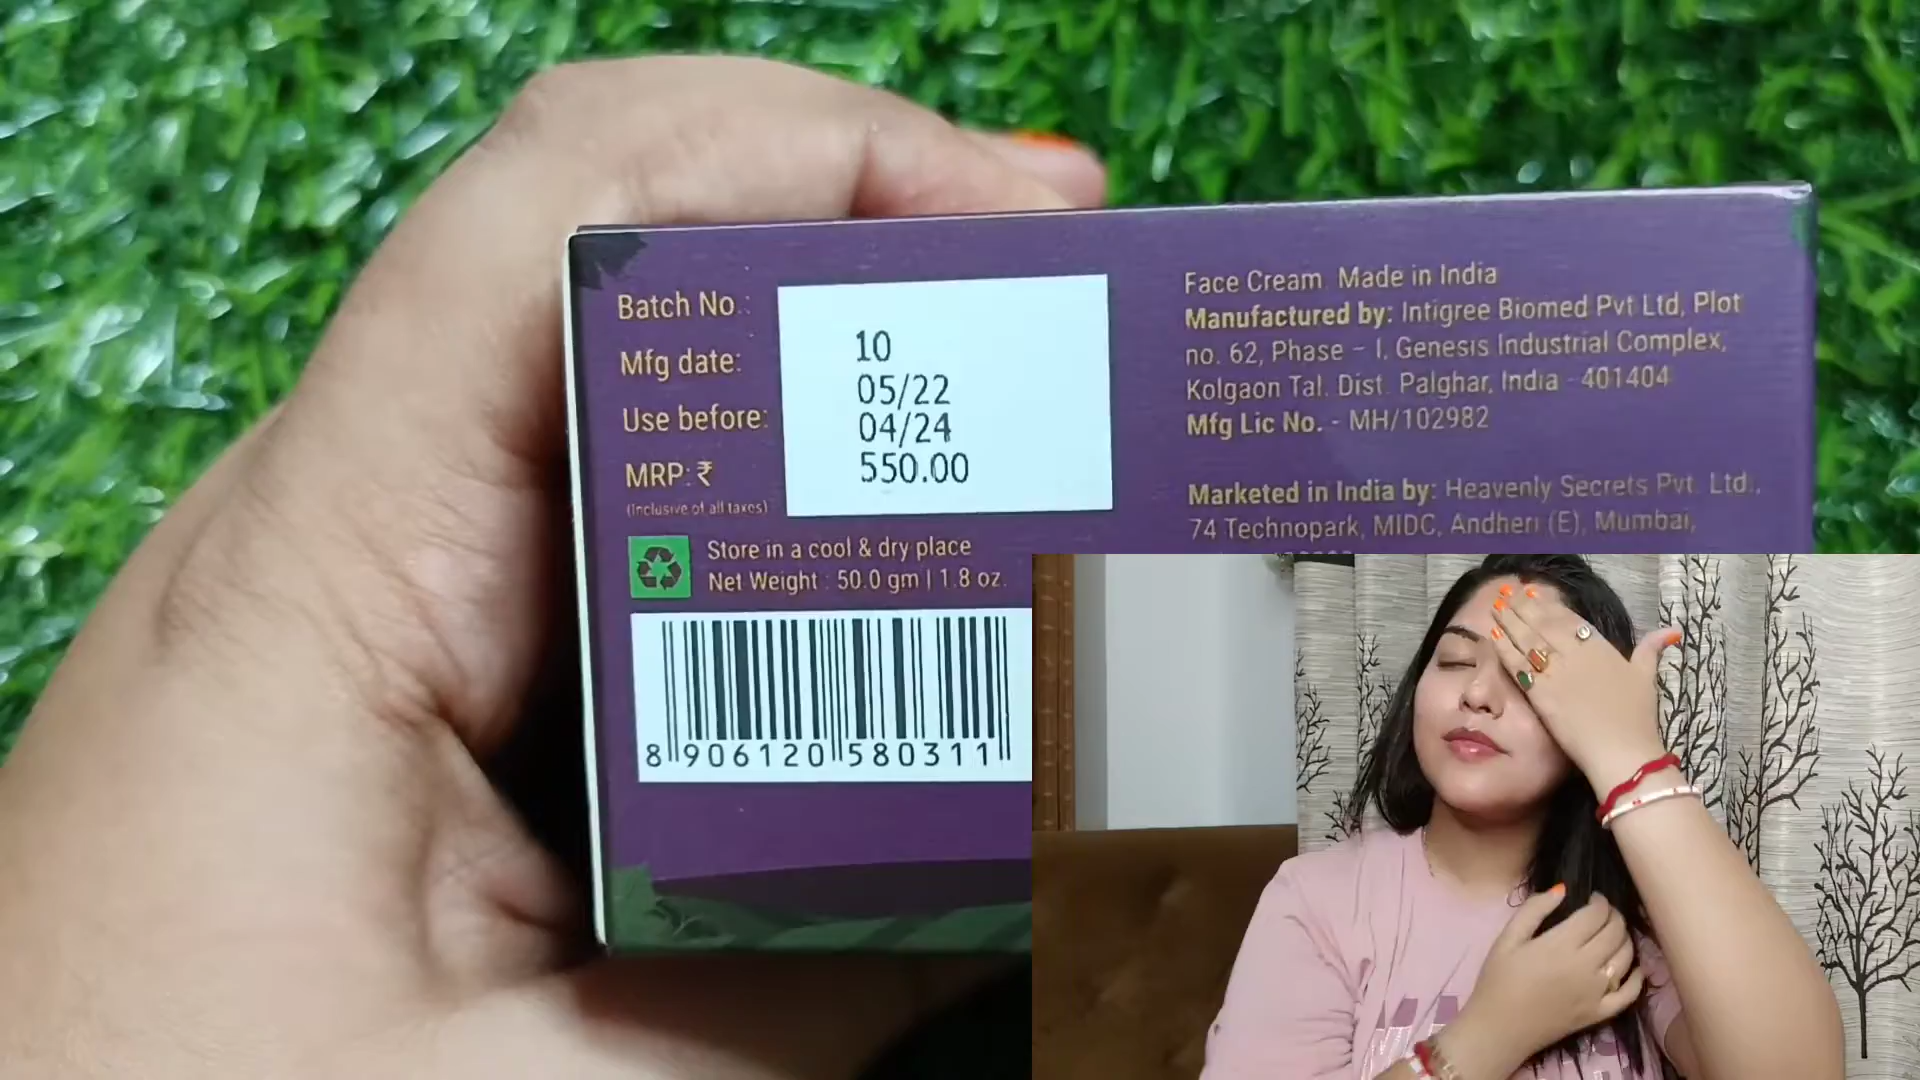 Batch No.:
Mfg date:
Use before:
MRP: ₹
(Inclusive of all taxes)
10
05/22
04/24
550.00
Store in a cool & dry place
Net Weight : 50.0 gm | 1.8 oz.
8 906120 580311
Face Cream Made in India
Manufactured by: Intigree Biomed Pvt Ltd, Plot
no. 62, Phase – I, Genesis Industrial Complex,
Kolgaon Tal. Dist. Palghar, India - 401404
Mfg Lic No. - MH/102982
Marketed in India by: Heavenly Secrets Pvt. Ltd.,
74 Technopark, MIDC, Andheri (E), Mumbai,